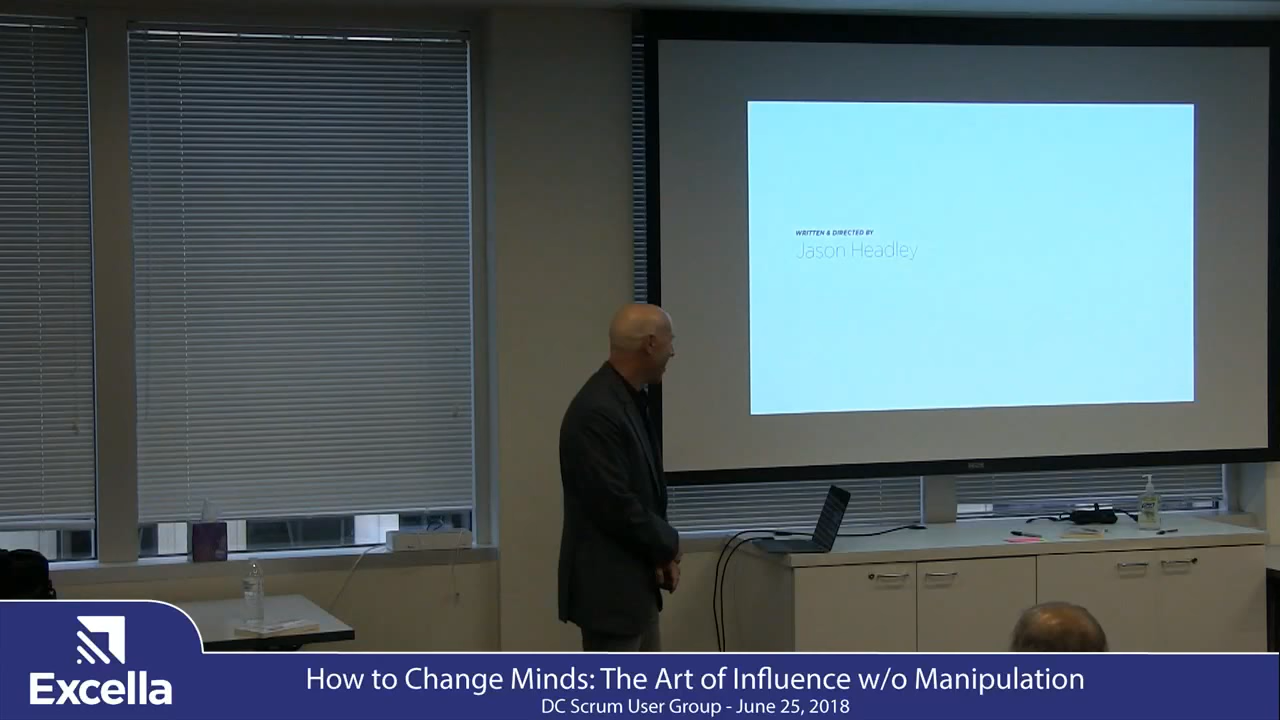 WRITTEN & DIRECTED BY
Jason Headley
Excella
How to Change Minds: The Art of Influence w/o Manipulation
DC Scrum User Group - June 25, 2018